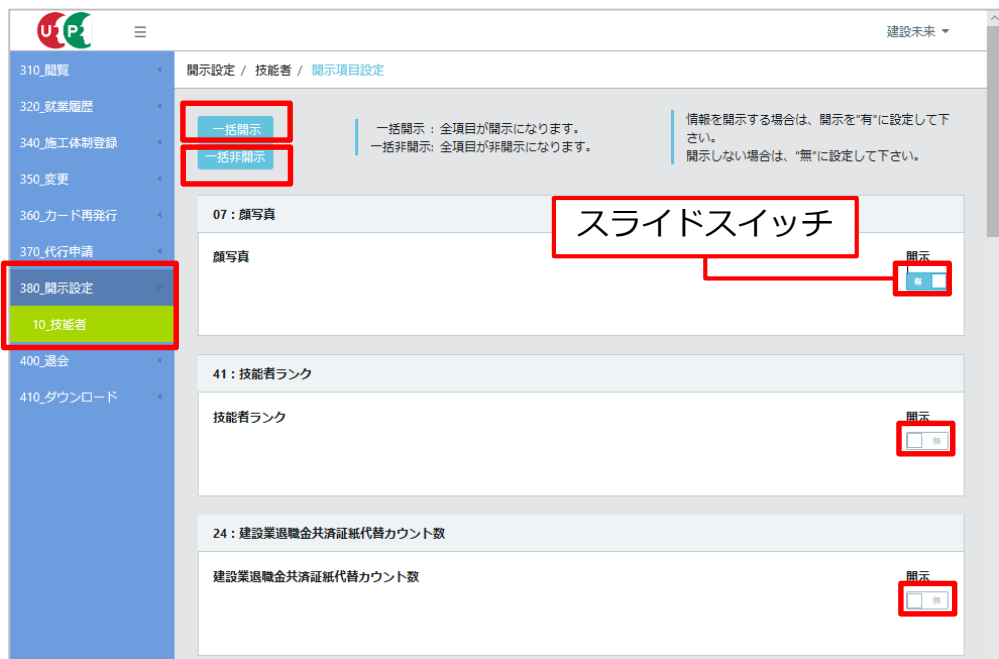 建設未来
310_閲覧
320_就業履歴
340_施工体制登録
350_変更
360_カード再発行
370_代行申請
380_開示設定
10_技能者
400_退会
410_ダウンロード
開示設定 / 技能者 / 開示項目設定
一括開示
一括非開示
一括開示 : 全項目が開示になります。
一括非開示: 全項目が非開示になります。
情報を開示する場合は、開示を"有"に設定して下
さい。
開示しない場合は、"無"に設定して下さい。
07：顔写真
スライドスイッチ
顔写真
開示
有
41：技能者ランク
技能者ランク
開示
無
24：建設業退職金共済証紙代替カウント数
建設業退職金共済証紙代替カウント数
開示
無